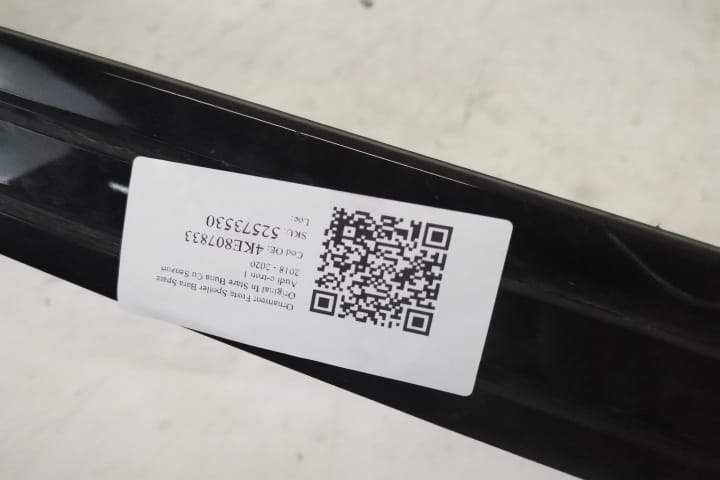 Ornament Fusta Spoiler Bara Spate
Original In Stare Buna Cu Senzori
Audi e-tron 1
2018 - 2020
Cod OE: 4KE807833
SKU: 52573530
Loc: